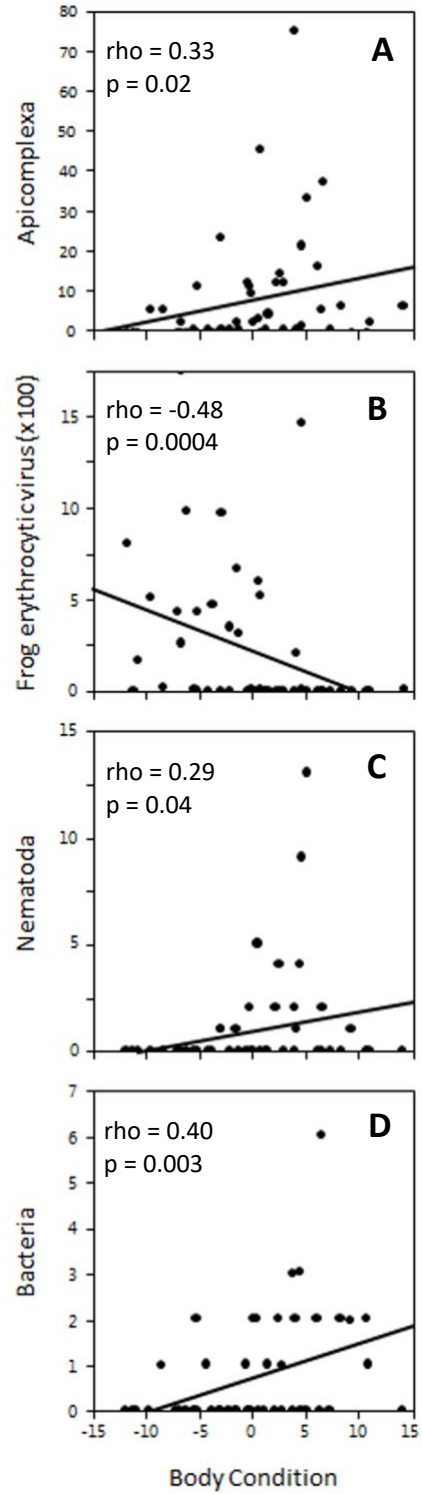 80
70
60
50
40
30
20
10
0
Apicomplexa
rho = 0.33
p = 0.02
A
15
10
5
0
Frog erythrocytic virus (x100)
rho = -0.48
p = 0.0004
B
15
10
5
0
Nematoda
rho = 0.29
p = 0.04
C
7
6
5
4
3
2
1
0
Bacteria
rho = 0.40
p = 0.003
D
-15 -10 -5 0 5 10 15
Body Condition